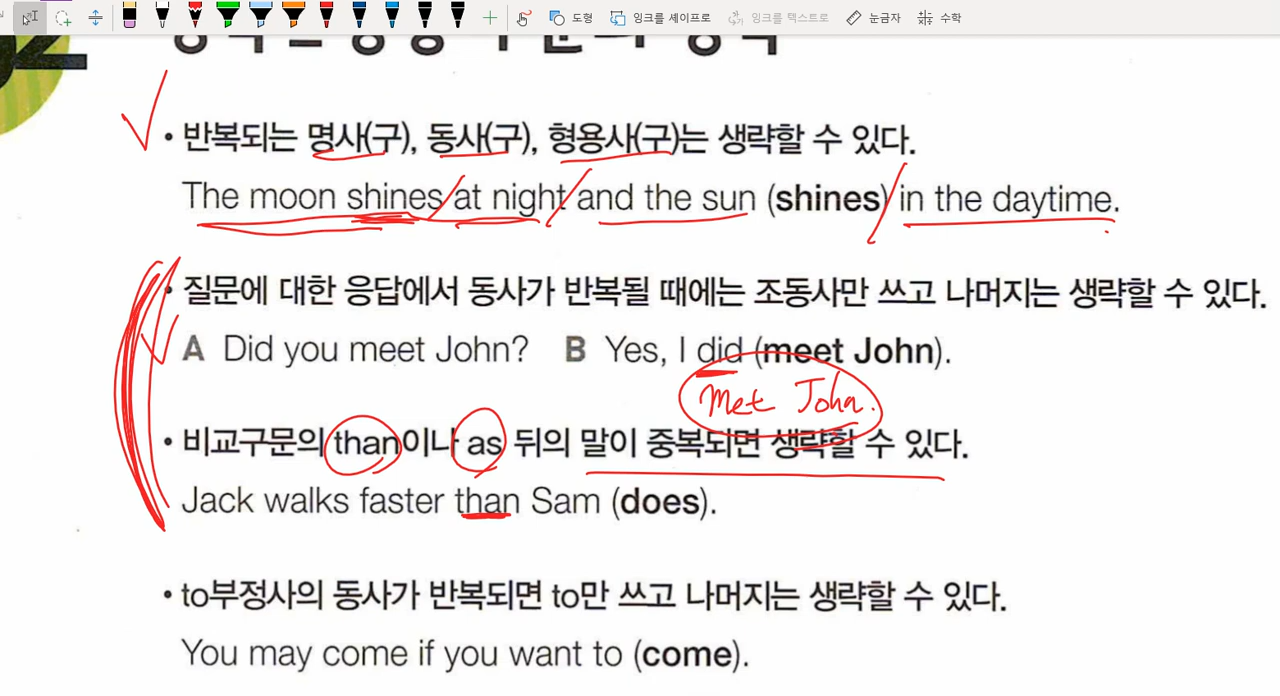 도형 잉크를 셰이프로 잉크를 텍스트로 눈금자 수학
• 반복되는 명사(구), 동사(구), 형용사(구)는 생략할 수 있다.
The moon shines at night and the sun (shines) in the daytime.
• 질문에 대한 응답에서 동사가 반복될 때에는 조동사만 쓰고 나머지는 생략할 수 있다.
A Did you meet John? B Yes, I did (meet John).
Met John.
• 비교구문의 than이나 as 뒤의 말이 중복되면 생략할 수 있다.
Jack walks faster than Sam (does).
• to부정사의 동사가 반복되면 to만 쓰고 나머지는 생략할 수 있다.
You may come if you want to (come).